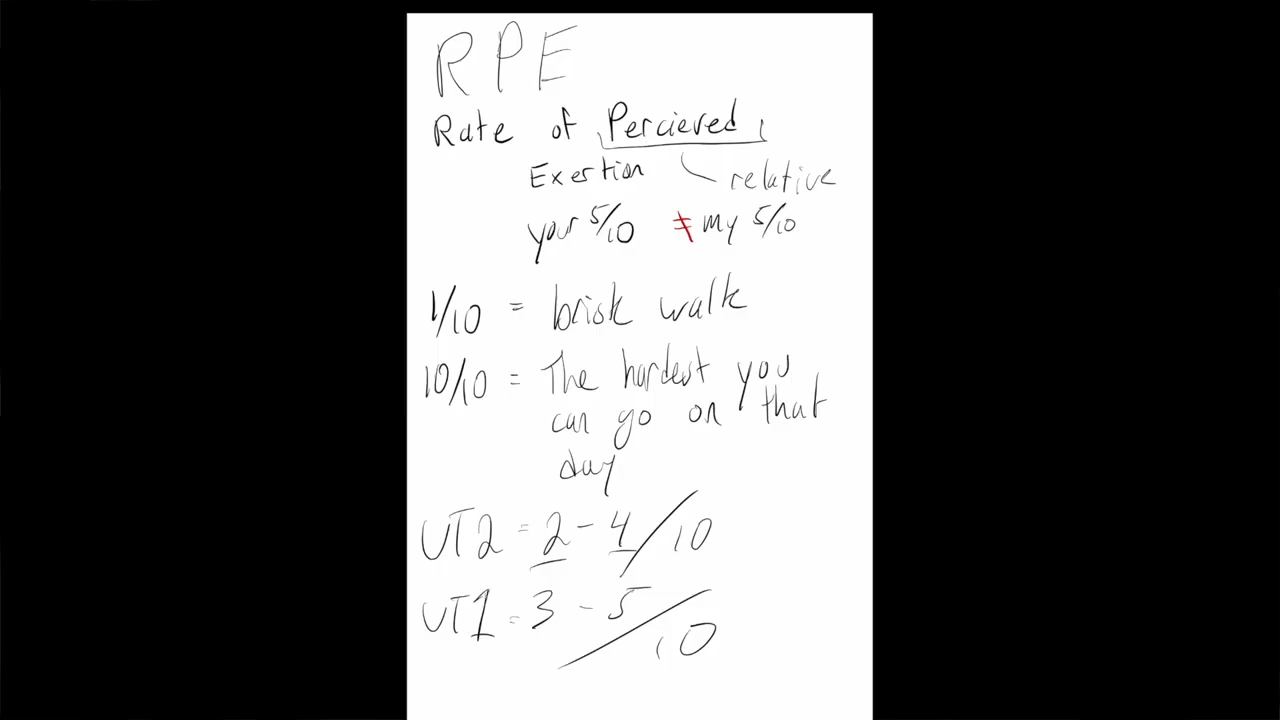 RPE
Rate of Percieved
Exertion relative
your 5/10 ≠ my 5/10
1/10 = brisk walk
10/10 = The hardest you
can go on that
day
UT2 = 2 - 4/10
UT1 = 3 - 5/10